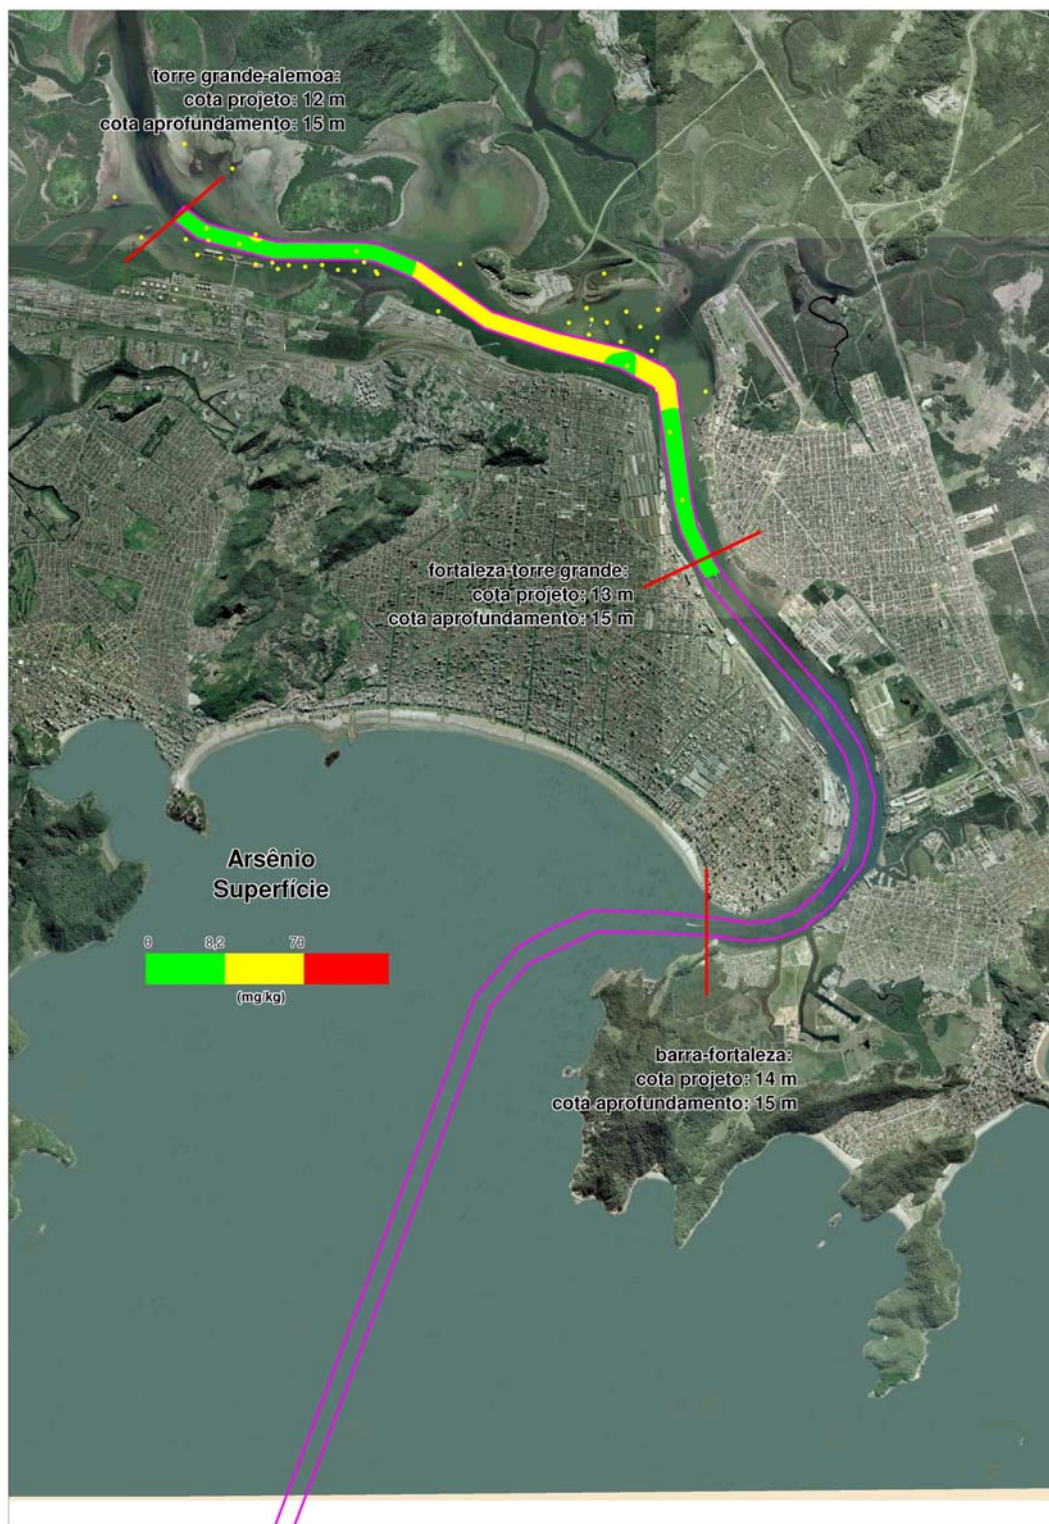 torre grande-alemoa:
cota projeto: 12 m
cota aprofundamento: 15 m
fortaleza-torre grande:
cota projeto: 13 m
cota aprofundamento: 15 m
Arsênio
Superfície
0 8,2 70
(mg/kg)
barra-fortaleza:
cota projeto: 14 m
cota aprofundamento: 15 m